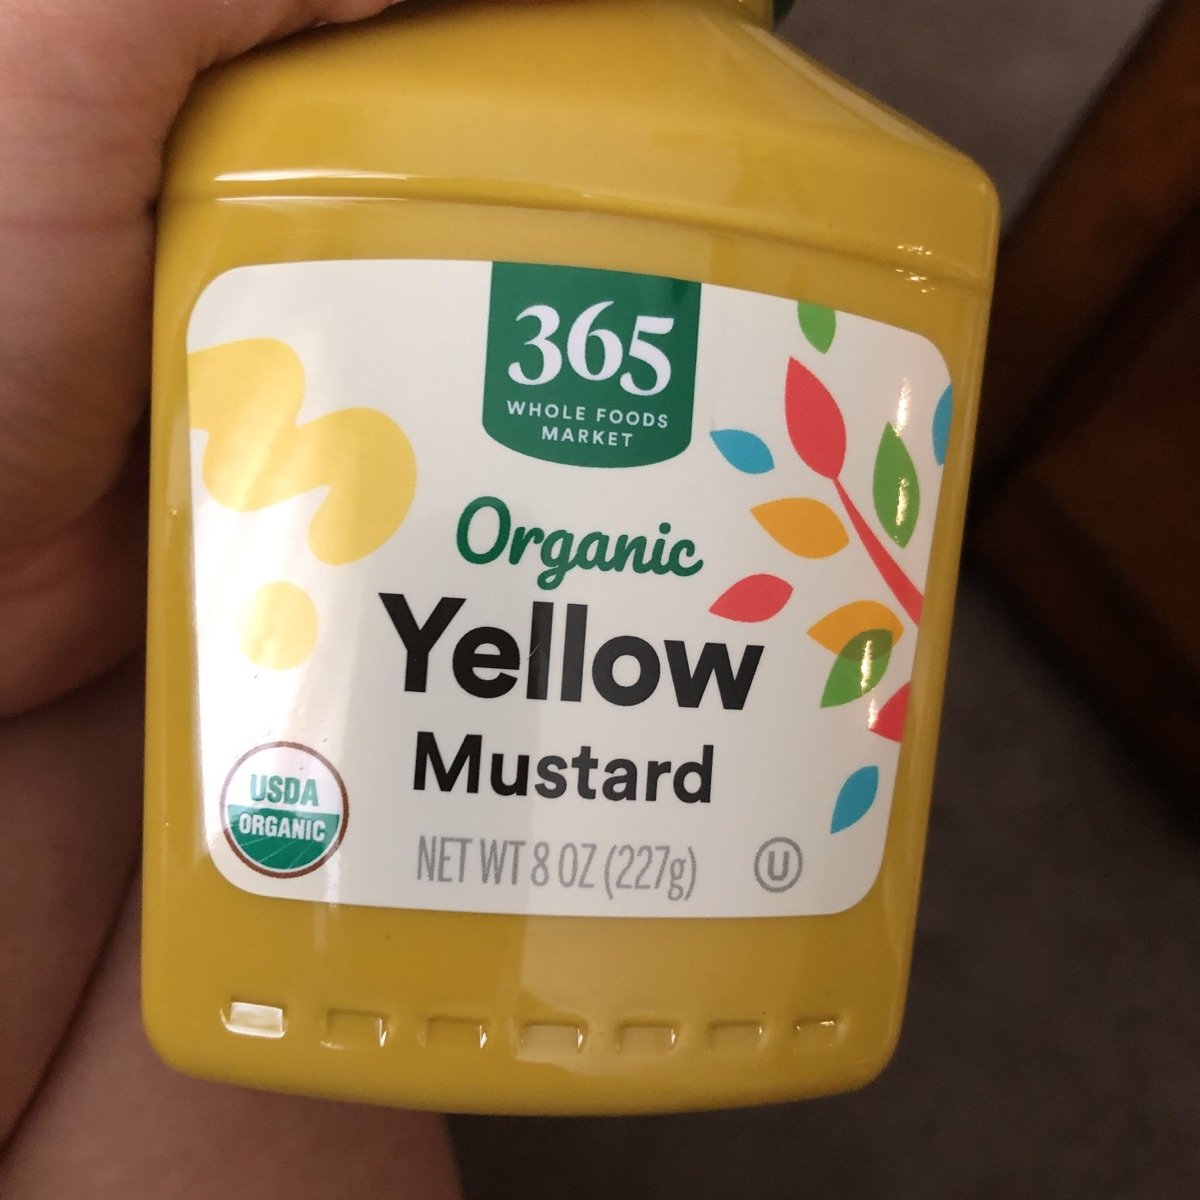 365
WHOLE FOODS
MARKET
Organic
Yellow
Mustard
USDA
ORGANIC
NET WT 8 OZ (227g)
U